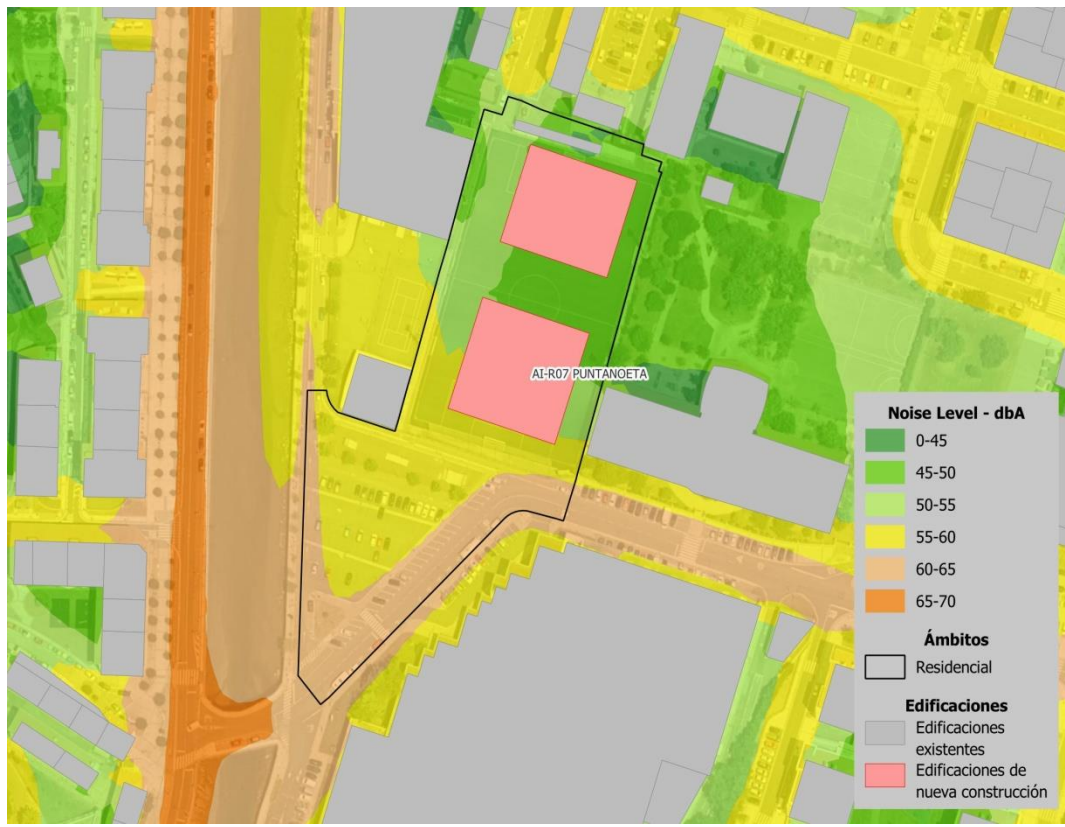 AI-R07 PUNTANOETA
Noise Level - dbA
0-45
45-50
50-55
55-60
60-65
65-70
Ámbitos
Residencial
Edificaciones
Edificaciones
existentes
Edificaciones de
nueva construcción